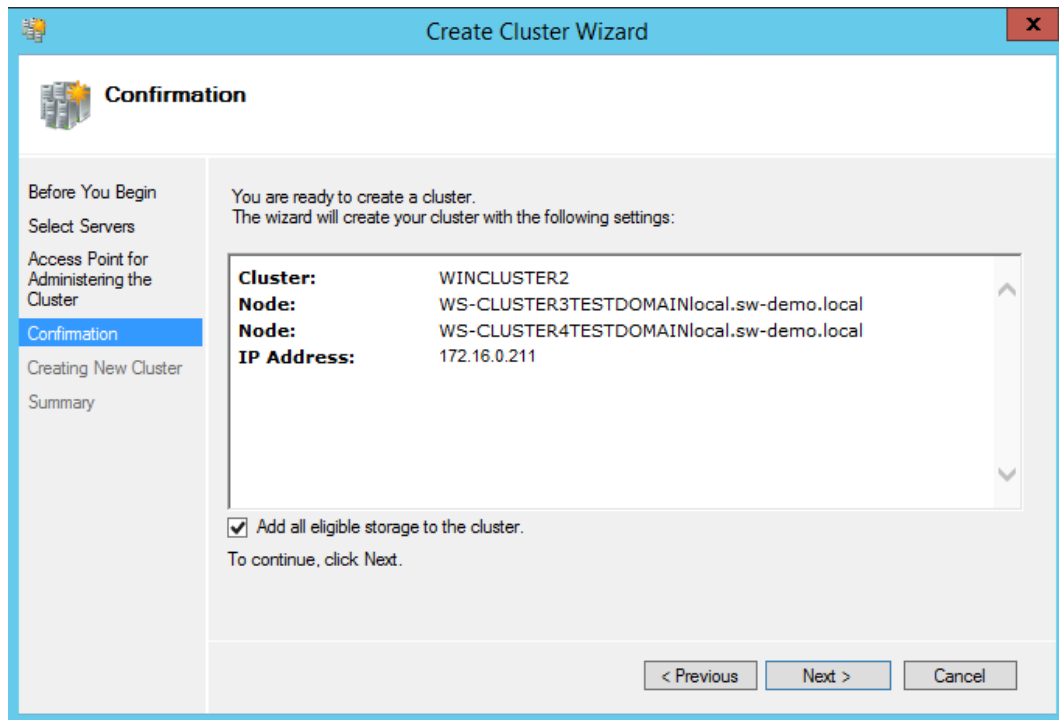 Create Cluster Wizard
x
Confirmation
Before You Begin
Select Servers
Access Point for
Administering the
Cluster
Confirmation
Creating New Cluster
Summary
You are ready to create a cluster.
The wizard will create your cluster with the following settings:
Cluster: WINCLUSTER2
Node: WS-CLUSTER3TESTDOMAINlocal.sw-demo.local
Node: WS-CLUSTER4TESTDOMAINlocal.sw-demo.local
IP Address: 172.16.0.211
Add all eligible storage to the cluster.
To continue, click Next.
< Previous Next > Cancel